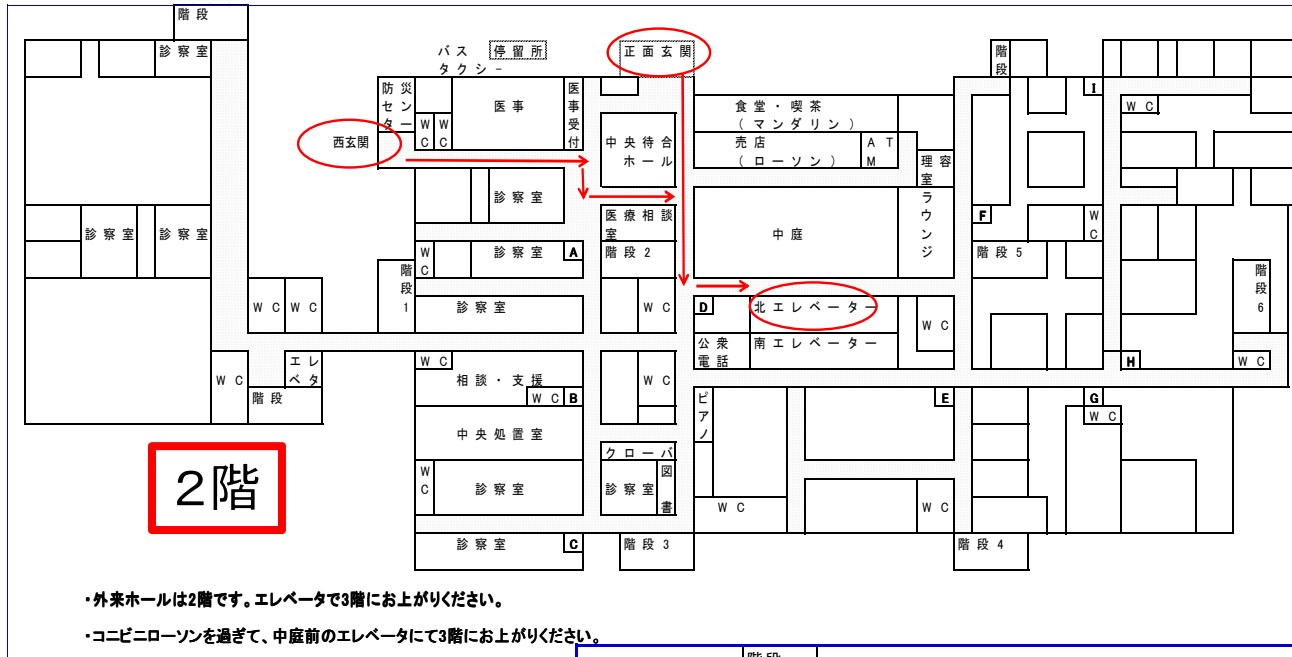 階段
診察室
バス
停留所
タクシー
正面玄関
階段
防災センター
WC
WC
医事
医事受付
西玄関
中央待合ホール
食堂・喫茶
(マンダリン)
売店
(ローソン)
ATM
理容室
I
WC
診察室
医療相談室
中庭
ラウンジ
F
WC
診察室
診察室
WC
診察室
A
階段2
階段5
階段1
階段6
WC
WC
診察室
WC
D
北エレベーター
WC
公衆電話
南エレベーター
WC
エレベタ
階段
WC
相談・支援
WC
B
WC
H
WC
ピアノ
E
G
WC
中央処置室
2階
クローバ
WC
診察室
診察室
図書
WC
WC
診察室
C
階段3
階段4
・外来ホールは2階です。エレベータで3階にお上がりください。
・コニビニローソンを過ぎて、中庭前のエレベータにて3階にお上がりください。